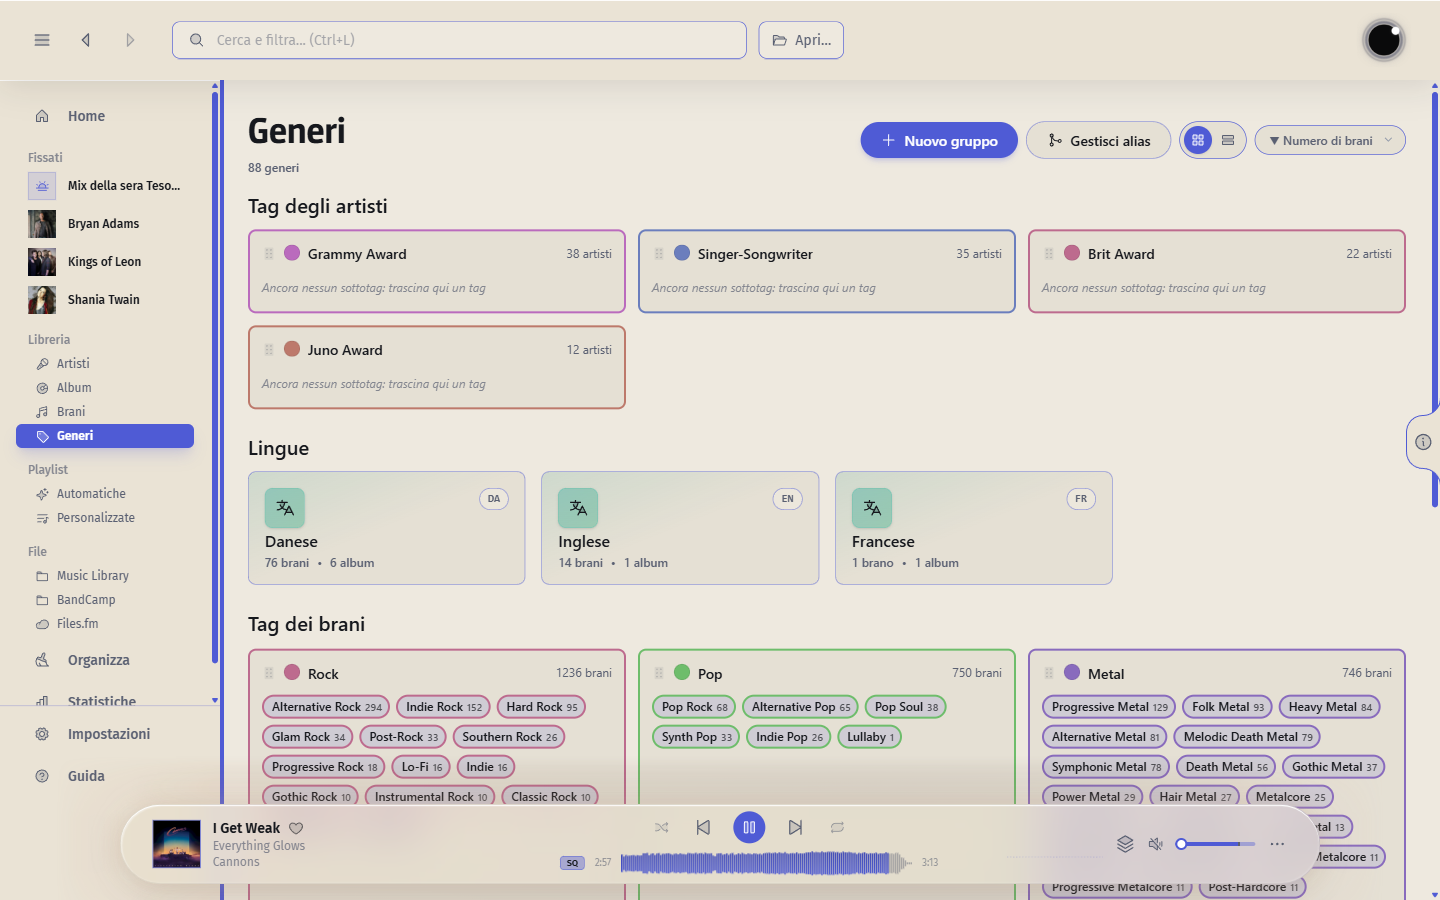 Cerca e filtra... (Ctrl+L)
Apri...
Home
Fissati
Mix della sera Teso...
Bryan Adams
Kings of Leon
Shania Twain
Libreria
Artisti
Album
Brani
Generi
Playlist
Automatiche
Personalizzate
File
Music Library
BandCamp
Files.fm
Organizza
Statistiche
Impostazioni
Guida
Generi
88 generi
Nuovo gruppo
Gestisci alias
▼ Numero di brani
Tag degli artisti
Grammy Award 38 artisti
Ancora nessun sottotag: trascina qui un tag
Singer-Songwriter 35 artisti
Ancora nessun sottotag: trascina qui un tag
Brit Award 22 artisti
Ancora nessun sottotag: trascina qui un tag
Juno Award 12 artisti
Ancora nessun sottotag: trascina qui un tag
Lingue
DA
Danese
76 brani • 6 album
EN
Inglese
14 brani • 1 album
FR
Francese
1 brano • 1 album
Tag dei brani
Rock 1236 brani
Alternative Rock 294 Indie Rock 152 Hard Rock 95
Glam Rock 34 Post-Rock 33 Southern Rock 26
Progressive Rock 18 Lo-Fi 16 Indie 16
Gothic Rock 10 Instrumental Rock 10 Classic Rock 10
Pop 750 brani
Pop Rock 68 Alternative Pop 65 Pop Soul 38
Synth Pop 33 Indie Pop 26 Lullaby 1
Metal 746 brani
Progressive Metal 129 Folk Metal 93 Heavy Metal 84
Alternative Metal 81 Melodic Death Metal 79
Symphonic Metal 78 Death Metal 56 Gothic Metal 37
Power Metal 29 Hair Metal 27 Metalcore 25
tal 13
Metalcore 11
Progressive Metalcore 11 Post-Hardcore 11
I Get Weak
Everything Glows
Cannons
SQ 2:57 3:13